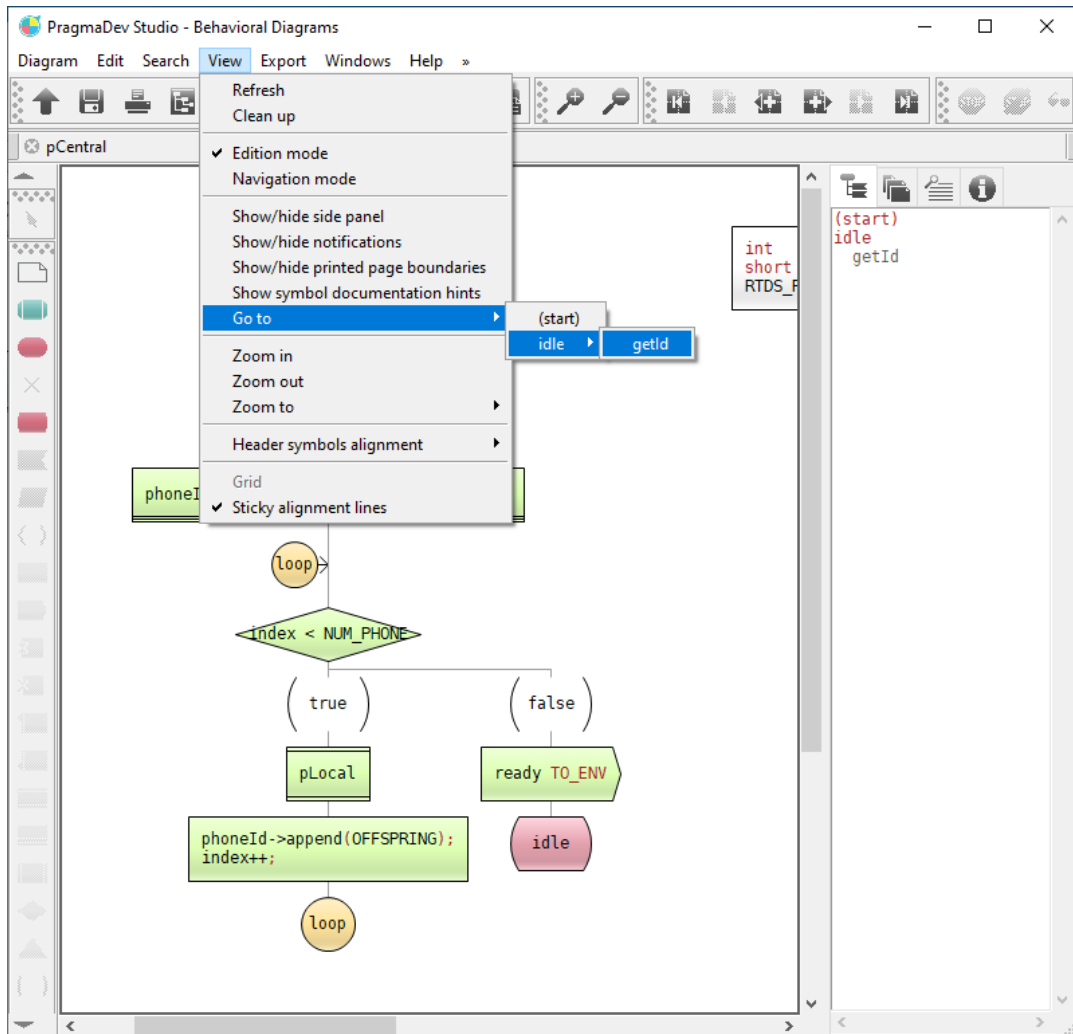 PragmaDev Studio - Behavioral Diagrams
Diagram Edit Search View Export Windows Help »
pCentral
Refresh
Clean up
Edition mode
Navigation mode
Show/hide side panel
Show/hide notifications
Show/hide printed page boundaries
Show symbol documentation hints
Go to
(start)
idle
getId
Zoom in
Zoom out
Zoom to
Header symbols alignment
Grid
Sticky alignment lines
int
short
(start)
idle
getId
loop
index < NUM_PHONE
true
false
pLocal
ready TO_ENV
phoneId->append(OFFSPRING);
index++;
idle
loop